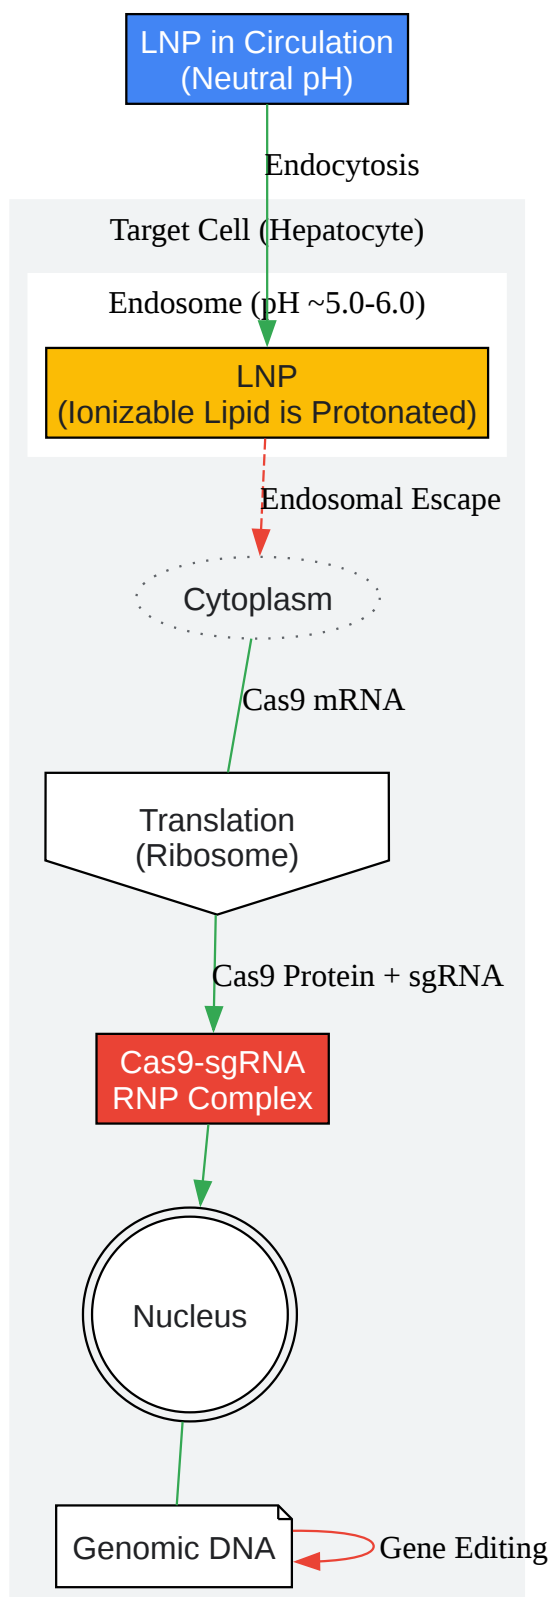 LNP in Circulation
(Neutral pH)
Endocytosis
Target Cell (Hepatocyte)
Endosome (pH ~5.0-6.0)
LNP
(Ionizable Lipid is Protonated)
Endosomal Escape
Cytoplasm
Cas9 mRNA
Translation
(Ribosome)
Cas9 Protein + sgRNA
Cas9-sgRNA
RNP Complex
Nucleus
Genomic DNA
Gene Editing